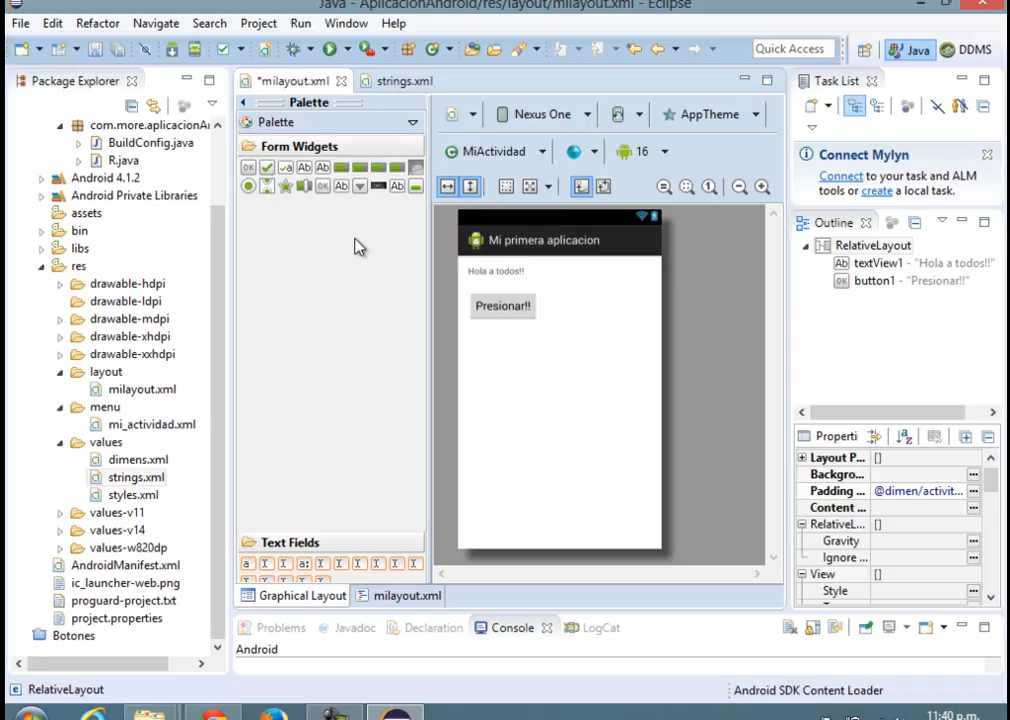 Java - AplicacionAndroid/res/layout/milayout.xml - Eclipse
File Edit Refactor Navigate Search Project Run Window Help
Quick Access
Java
DDMS
Package Explorer
com.more.aplicacionAr
BuildConfig.java
R.java
Android 4.1.2
Android Private Libraries
assets
bin
libs
res
drawable-hdpi
drawable-ldpi
drawable-mdpi
drawable-xhdpi
drawable-xxhdpi
layout
milayout.xml
menu
mi_actividad.xml
values
dimens.xml
strings.xml
styles.xml
values-v11
values-v14
values-w820dp
AndroidManifest.xml
ic_launcher-web.png
proguard-project.txt
project.properties
Botones
*milayout.xml
strings.xml
Palette
Palette
Form Widgets
Text Fields
Graphical Layout
milayout.xml
Nexus One
AppTheme
MiActividad
16
Mi primera aplicacion
Hola a todos!!
Presionar!!
Task List
Connect Mylyn
Connect to your task and ALM
tools or create a local task.
Outline
RelativeLayout
textView1 - "Hola a todos!!"
button1 - "Presionar!!"
Properti
Layout P... []
Backgro...
Padding ... @dimen/activit...
Content ...
RelativeL... []
Gravity
Ignore ...
View []
Style
Problems
Javadoc
Declaration
Console
LogCat
Android
RelativeLayout
Android SDK Content Loader
11:40 p.m.